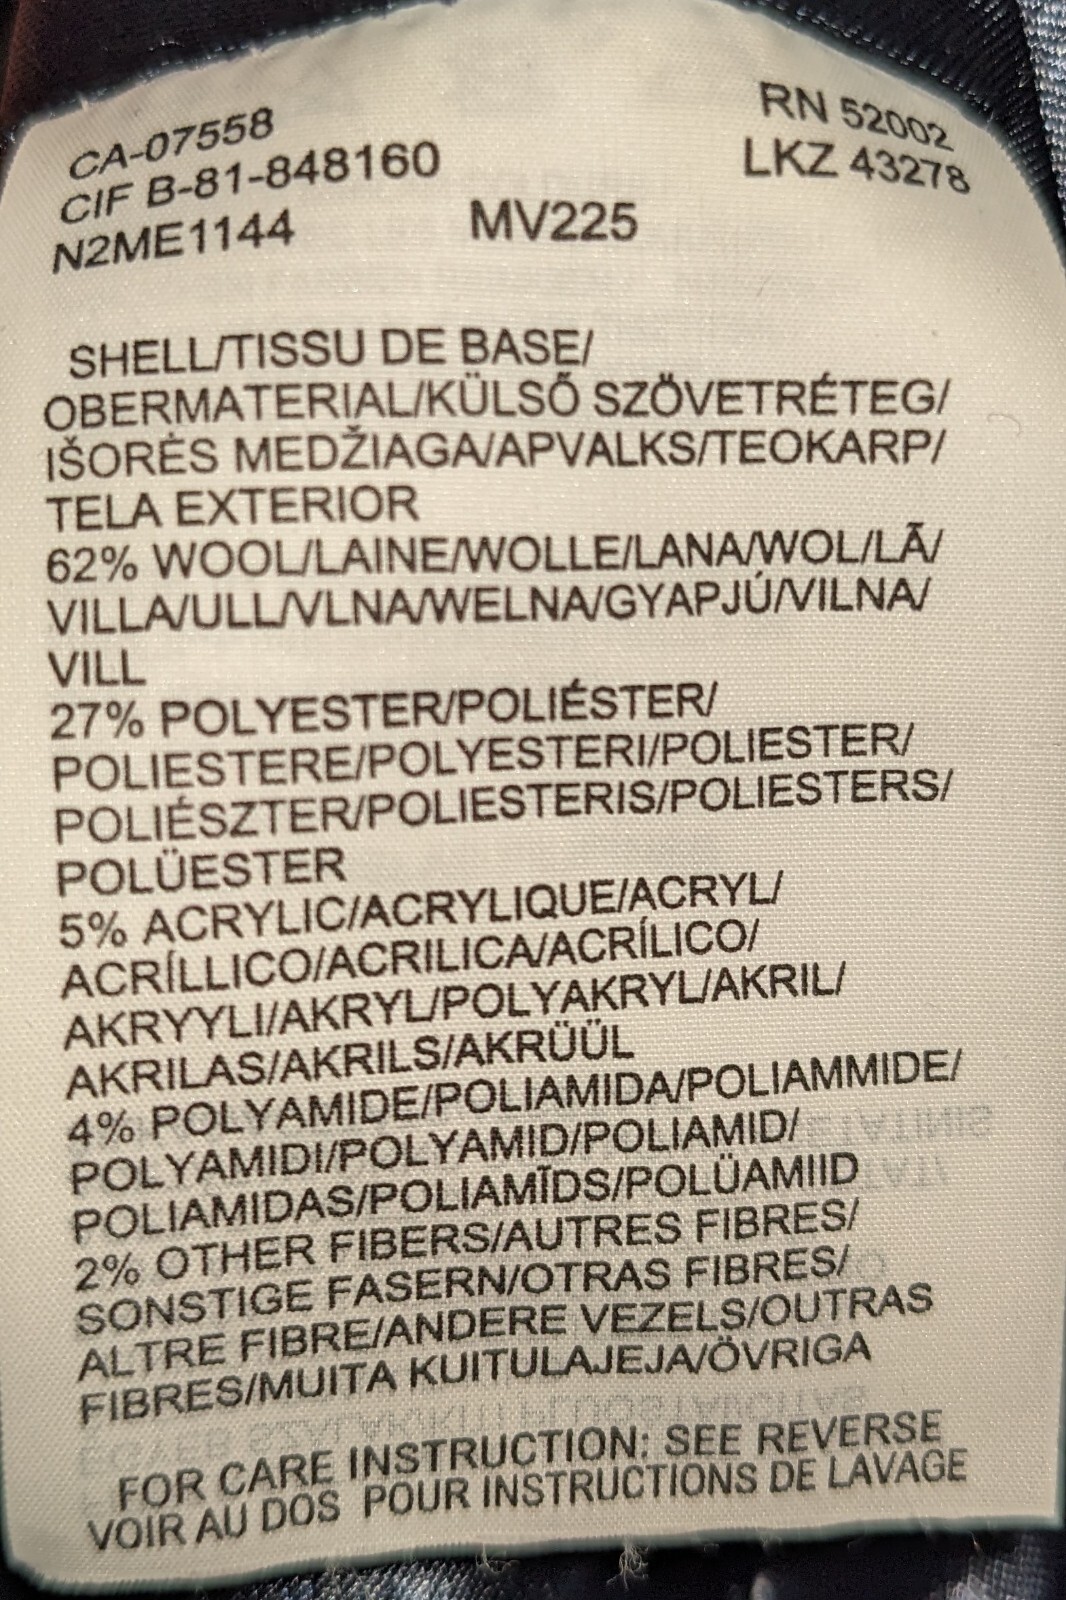 CA-07558
RN 52002
CIF B-81-848160
LKZ 43278
N2ME1144
MV225
SHELL/TISSU DE BASE/
OBERMATERIAL/KÜLSŐ SZÖVETRÉTEG/
IŠORĖS MEDŽIAGA/APVALKS/TEOKARP/
TELA EXTERIOR
62% WOOL/LAINE/WOLLE/LANA/WOL/LÃ/
VILLA/ULL/VLNA/WELNA/GYAPJÚ/VILNA/
VILL
27% POLYESTER/POLIÉSTER/
POLIESTERE/POLYESTERI/POLIESTER/
POLIÉSZTER/POLIESTERIS/POLIESTERS/
POLÜESTER
5% ACRYLIC/ACRYLIQUE/ACRYL/
ACRÍLLICO/ACRILICA/ACRÍLICO/
AKRYYLI/AKRYL/POLYAKRYL/AKRIL/
AKRILAS/AKRILS/AKRÜÜL
4% POLYAMIDE/POLIAMIDA/POLIAMMIDE/
POLYAMIDI/POLYAMID/POLIAMID/
POLIAMIDAS/POLIAMĪDS/POLÜAMIID
2% OTHER FIBERS/AUTRES FIBRES/
SONSTIGE FASERN/OTRAS FIBRES/
ALTRE FIBRE/ANDERE VEZELS/OUTRAS
FIBRES/MUITA KUITULAJEJA/ÖVRIGA
FOR CARE INSTRUCTION: SEE REVERSE
VOIR AU DOS POUR INSTRUCTIONS DE LAVAGE